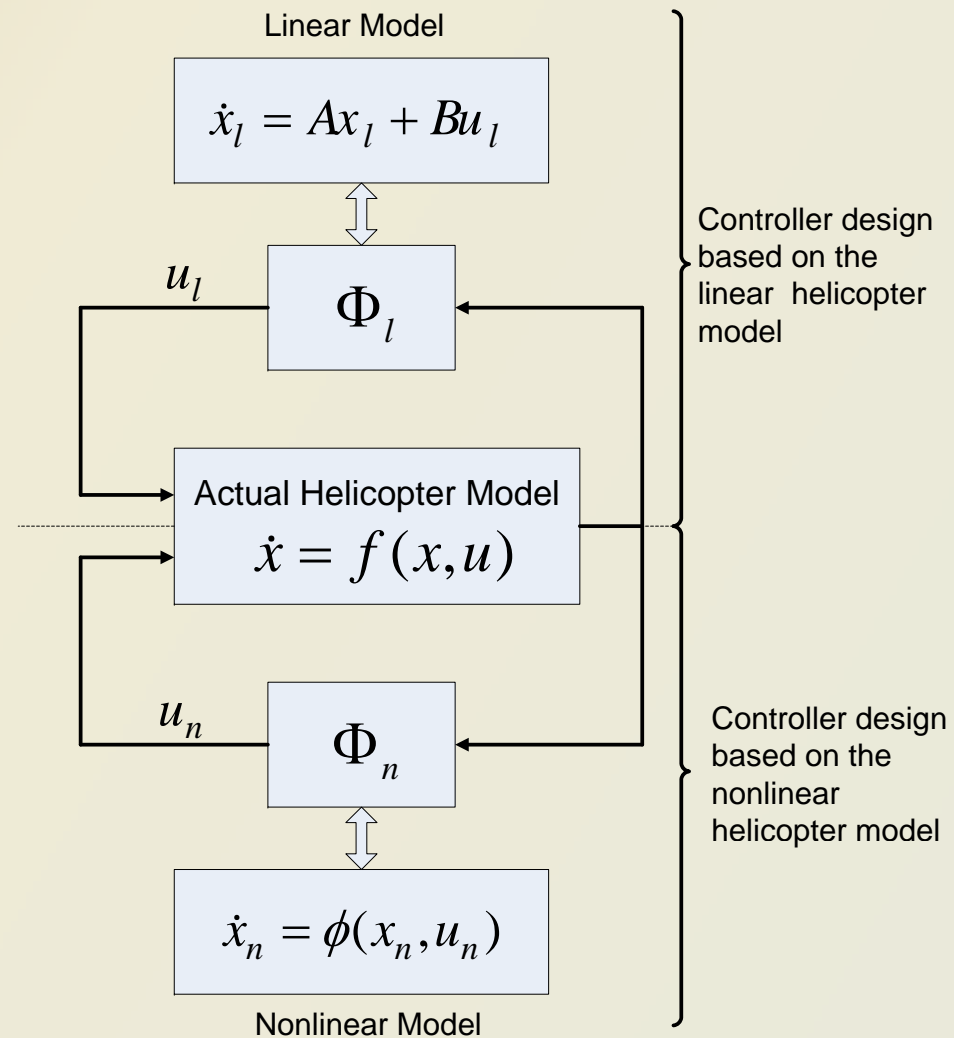 Linear Model
ẋ_l = Ax_l + Bu_l
Controller design
based on the
linear helicopter
model
u_l
Φ_l
Actual Helicopter Model
ẋ = f(x,u)
u_n
Φ_n
Controller design
based on the
nonlinear
helicopter model
ẋ_n = ϕ(x_n,u_n)
Nonlinear Model